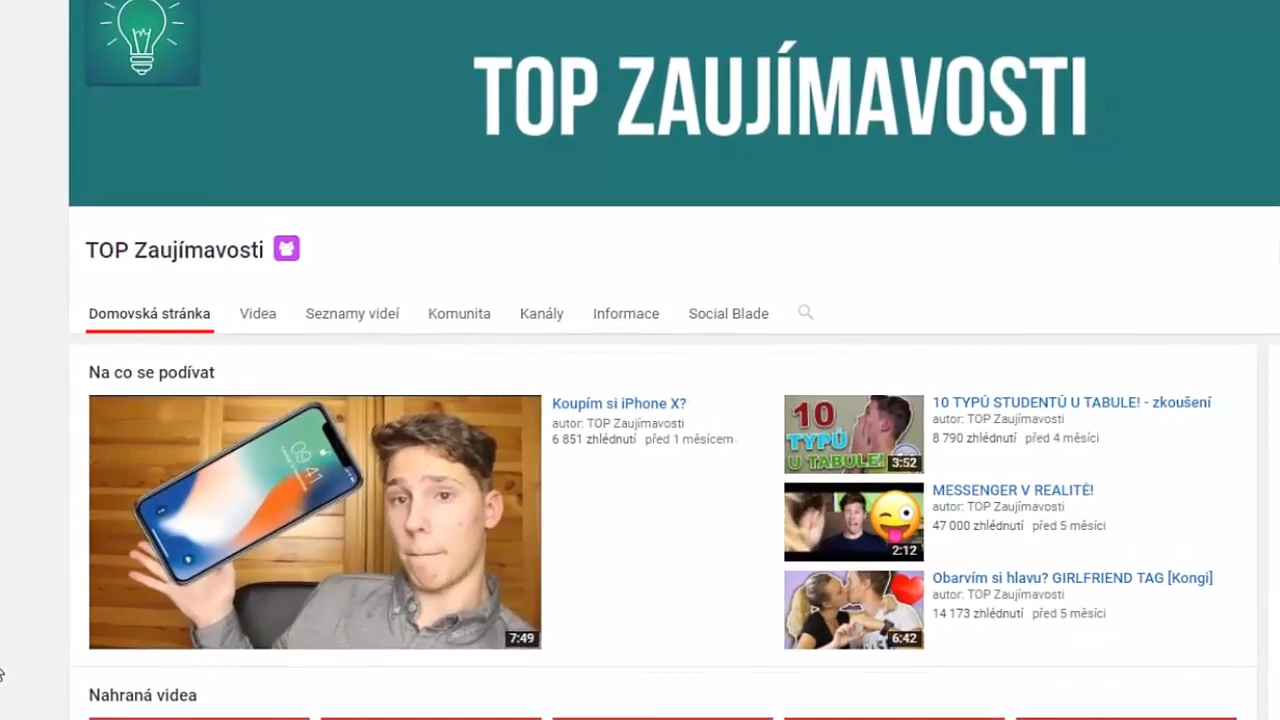 TOP ZAUJÍMAVOSTI
TOP Zaujímavosti
Domovská stránka Videa Seznamy videí Komunita Kanály Informace Social Blade
Na co se podívat
09:41
7:49
Koupím si iPhone X?
autor: TOP Zaujímavosti
6 851 zhlédnutí před 1 měsícem
10
TYPŮ
U TABULE!
3:52
10 TYPŮ STUDENTŮ U TABULE! - zkoušení
autor: TOP Zaujímavosti
8 790 zhlédnutí před 4 měsíci
2:12
MESSENGER V REALITĚ!
autor: TOP Zaujímavosti
47 000 zhlédnutí před 5 měsíci
6:42
Obarvím si hlavu? GIRLFRIEND TAG [Kongi]
autor: TOP Zaujímavosti
14 173 zhlédnutí před 5 měsíci
Nahraná videa